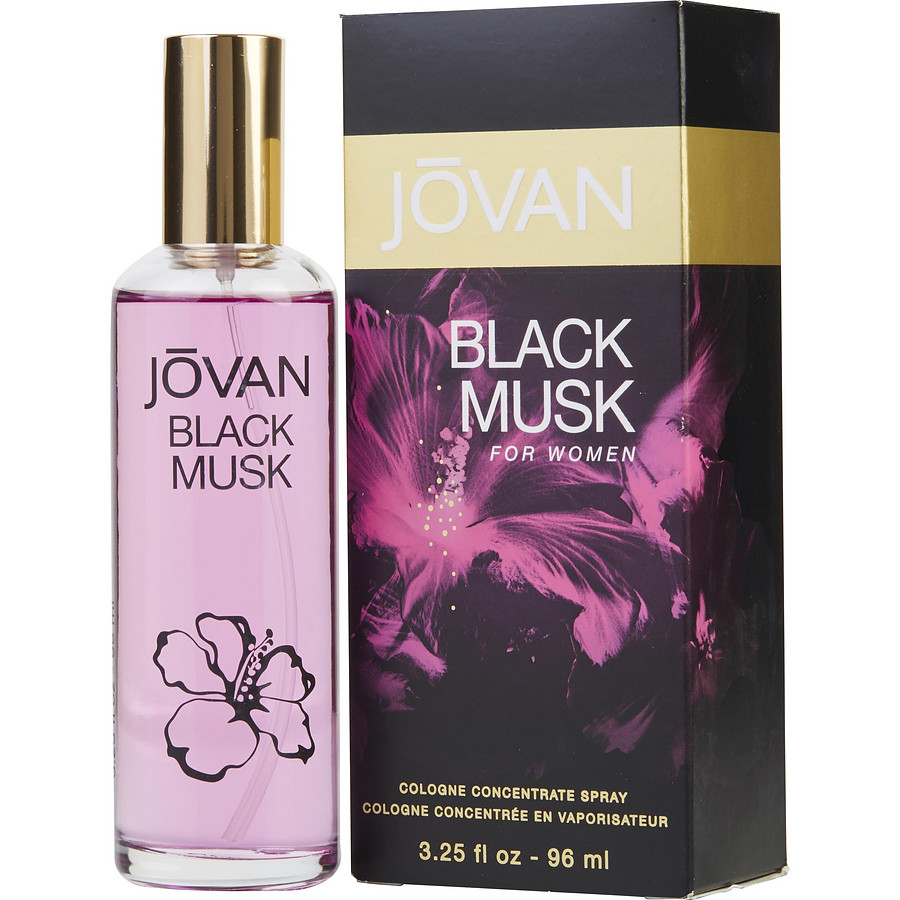 JŌVAN
BLACK
MUSK
JŌVAN
BLACK
MUSK
FOR WOMEN
COLOGNE CONCENTRATE SPRAY
COLOGNE CONCENTRÉE EN VAPORISATEUR
3.25 fl oz - 96 ml